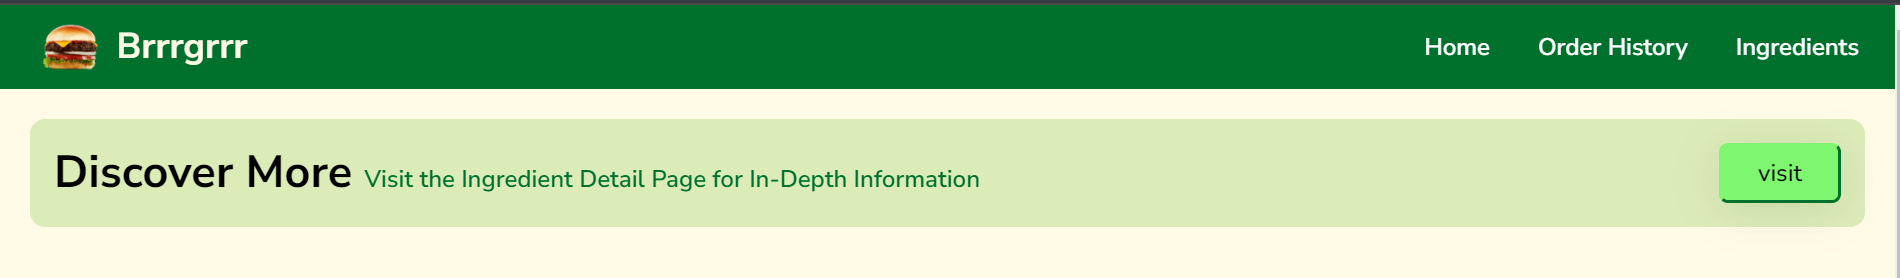 Brrrgrrr Home Order History Ingredients
Discover More Visit the Ingredient Detail Page for In-Depth Information visit